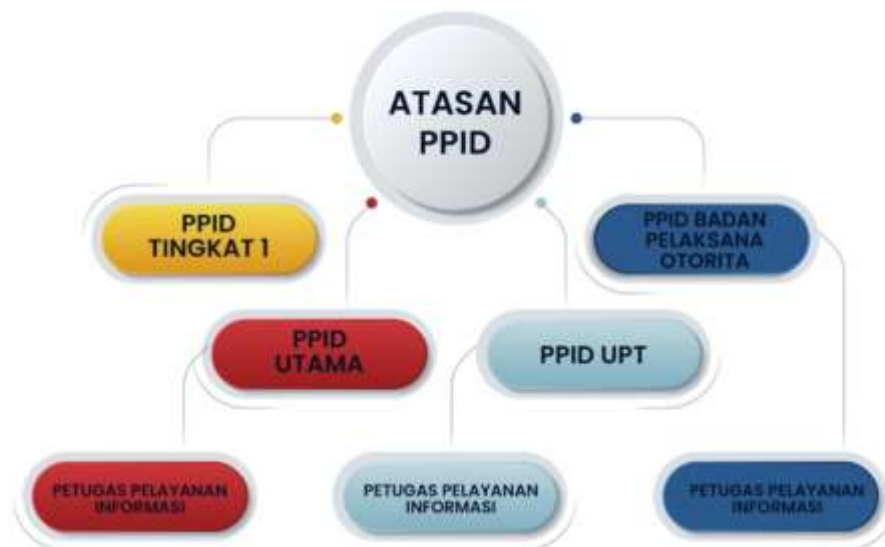 ATASAN
PPID
PPID
TINGKAT 1
PPID BADAN
PELAKSANA
OTORITA
PPID
UTAMA
PPID UPT
PETUGAS PELAYANAN
INFORMASI
PETUGAS PELAYANAN
INFORMASI
PETUGAS PELAYANAN
INFORMASI